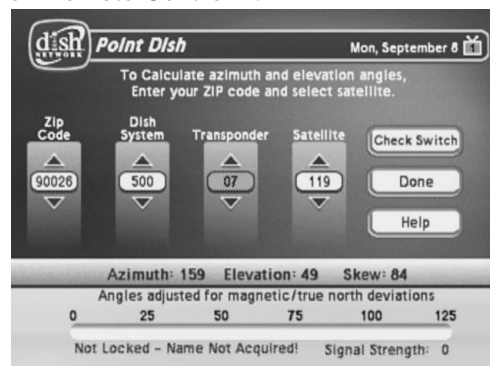 dish
NETWORK
Point Dish
Mon, September 8
1
To Calculate azimuth and elevation angles,
Enter your ZIP code and select satellite.
Zip
Code
Dish
System
Transponder
Satellite
90026
500
07
119
Check Switch
Done
Help
Azimuth: 159 Elevation: 49 Skew: 84
Angles adjusted for magnetic/true north deviations
0 25 50 75 100 125
Not Locked - Name Not Acquired! Signal Strength: 0